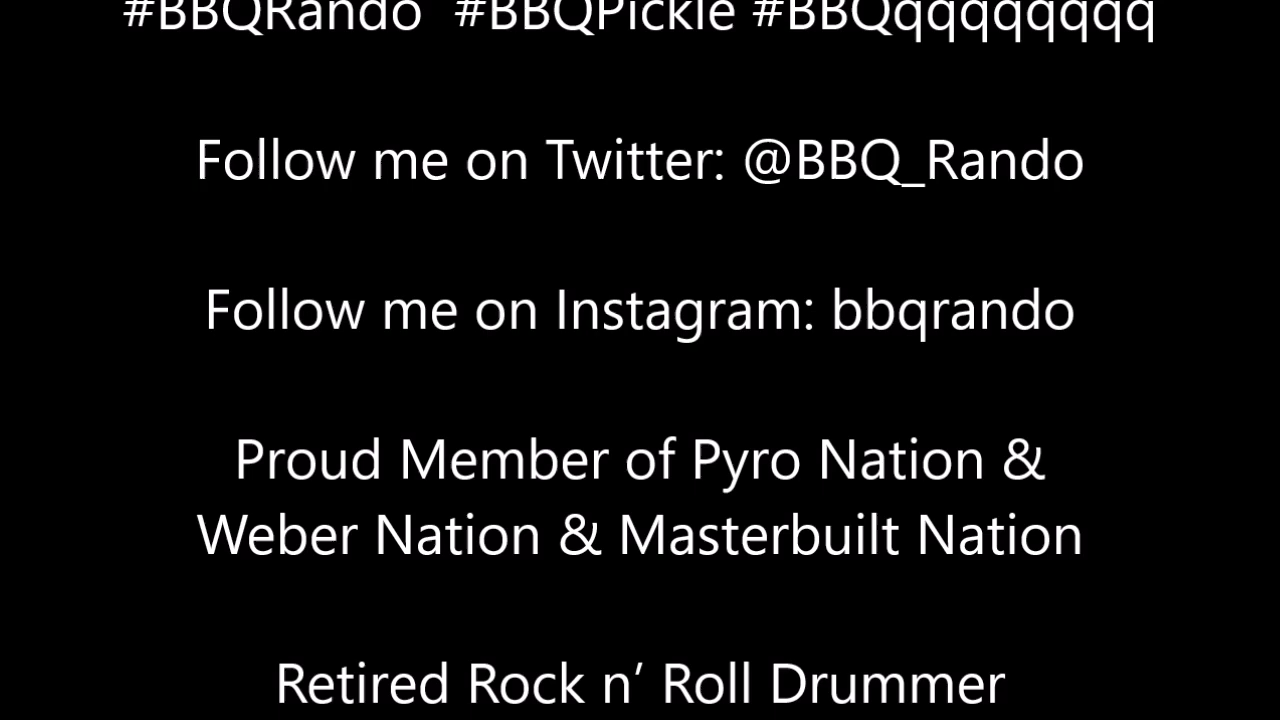 #BBQRando #BBQPickle #BBQqqqqqqqq
Follow me on Twitter: @BBQ_Rando
Follow me on Instagram: bbqrando
Proud Member of Pyro Nation &
Weber Nation & Masterbuilt Nation
Retired Rock n’ Roll Drummer